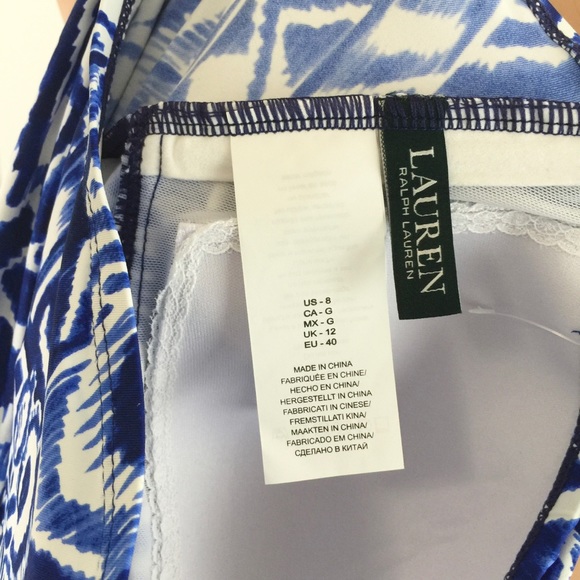 LAUREN
RALPH LAUREN
US - 8
CA - G
MX - G
UK - 12
EU - 40
MADE IN CHINA
FABRIQUÉE EN CHINE/
HECHO EN CHINA/
HERGESTELLT IN CHINA/
FABBRICATI IN CINESE/
FREMSTILLATI KINA/
MAAKTEN IN CHINA/
FABRICADO EM CHINA/
СДЕЛАНО В КИТАЙ